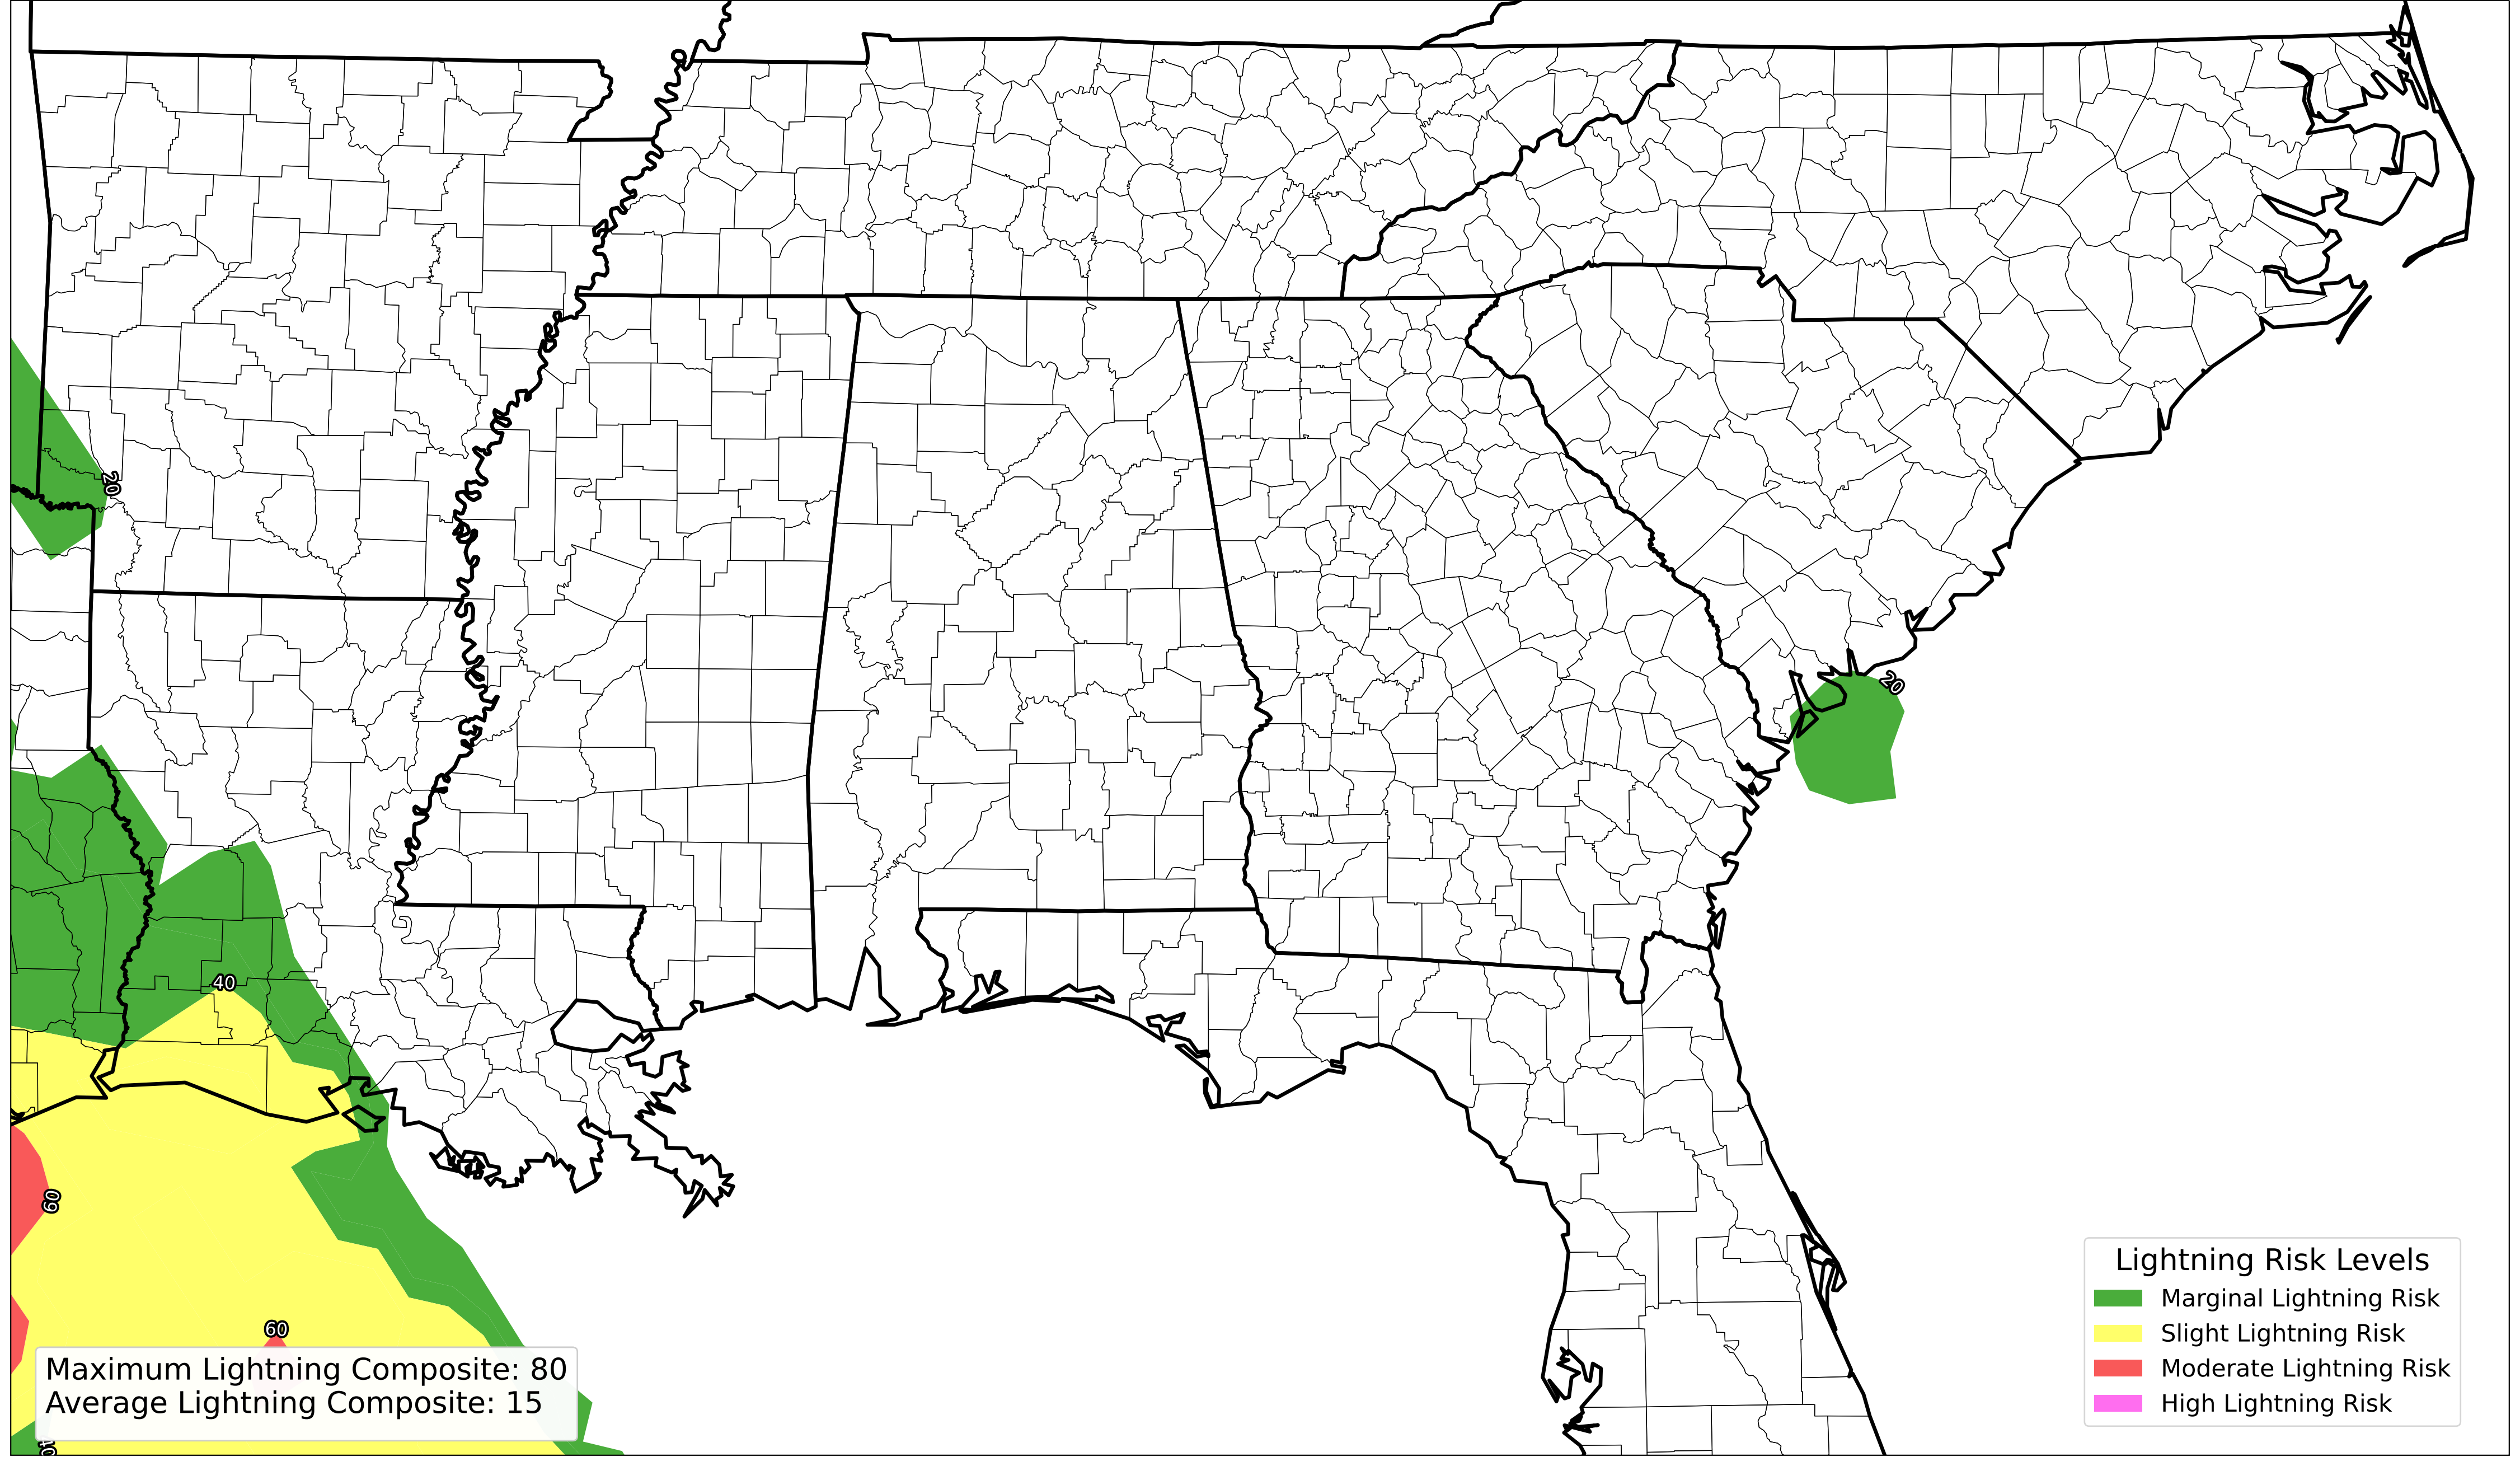 20
20
40
60
60
Lightning Risk Levels
Marginal Lightning Risk
Slight Lightning Risk
Moderate Lightning Risk
High Lightning Risk
Maximum Lightning Composite: 80
Average Lightning Composite: 15